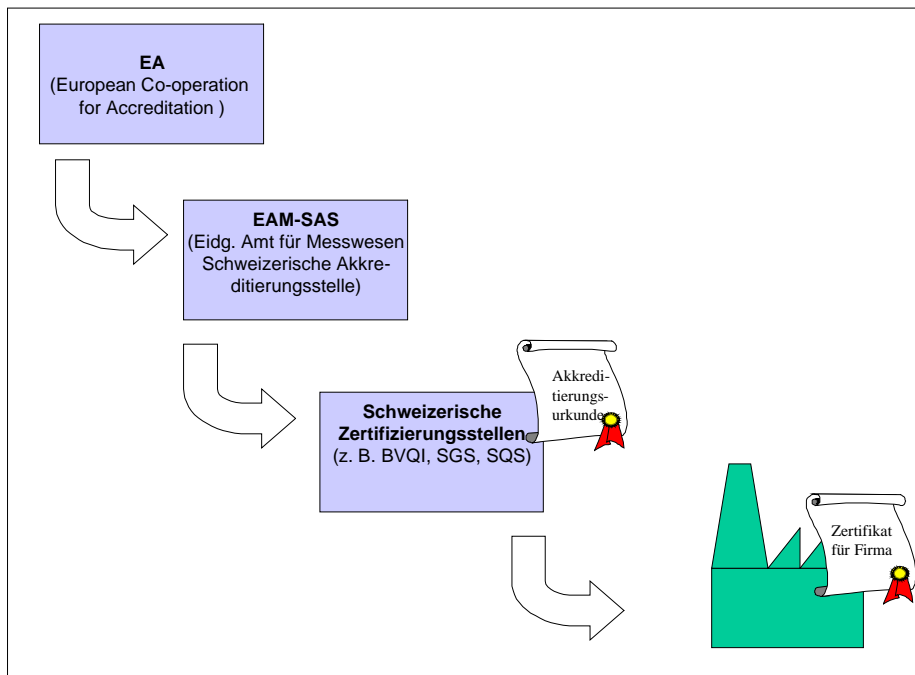 EA
(European Co-operation
for Accreditation )
EAM-SAS
(Eidg. Amt für Messwesen
Schweizerische Akkre-
ditierungsstelle)
Akkredi-
tierungs-
urkunde
Schweizerische
Zertifizierungsstellen
(z. B. BVQI, SGS, SQS)
Zertifikat
für Firma